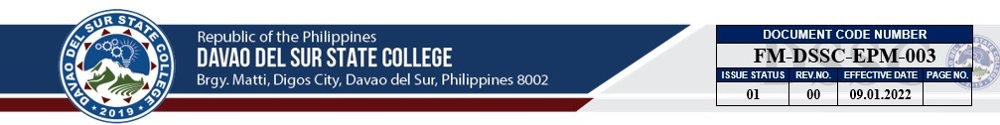 DAVAO DEL SUR STATE COLLEGE
2019
Republic of the Philippines
DAVAO DEL SUR STATE COLLEGE
Brgy. Matti, Digos City, Davao del Sur, Philippines 8002
DOCUMENT CODE NUMBER
FM-DSSC-EPM-003
ISSUE STATUS REV.NO. EFFECTIVE DATE PAGE NO.
01 00 09.01.2022